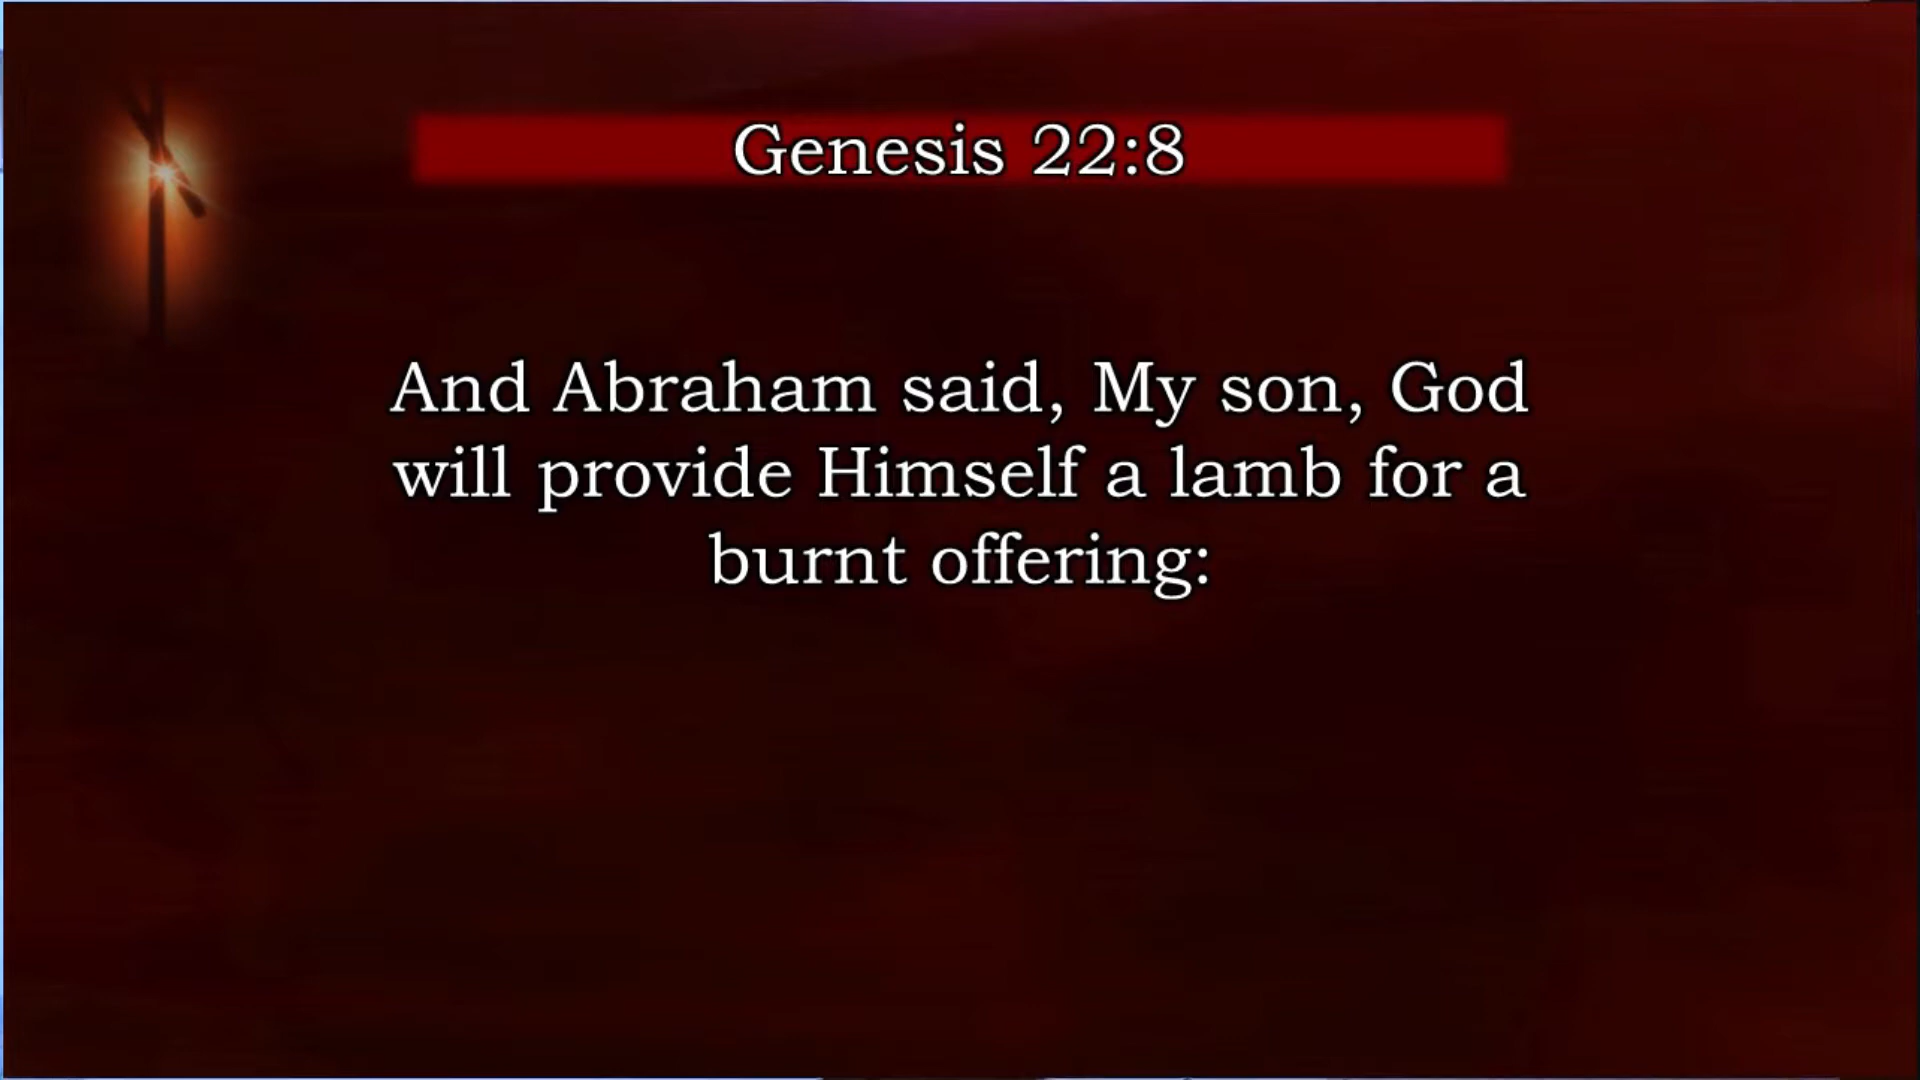 Genesis 22:8
And Abraham said, My son, God
will provide Himself a lamb for a
burnt offering: